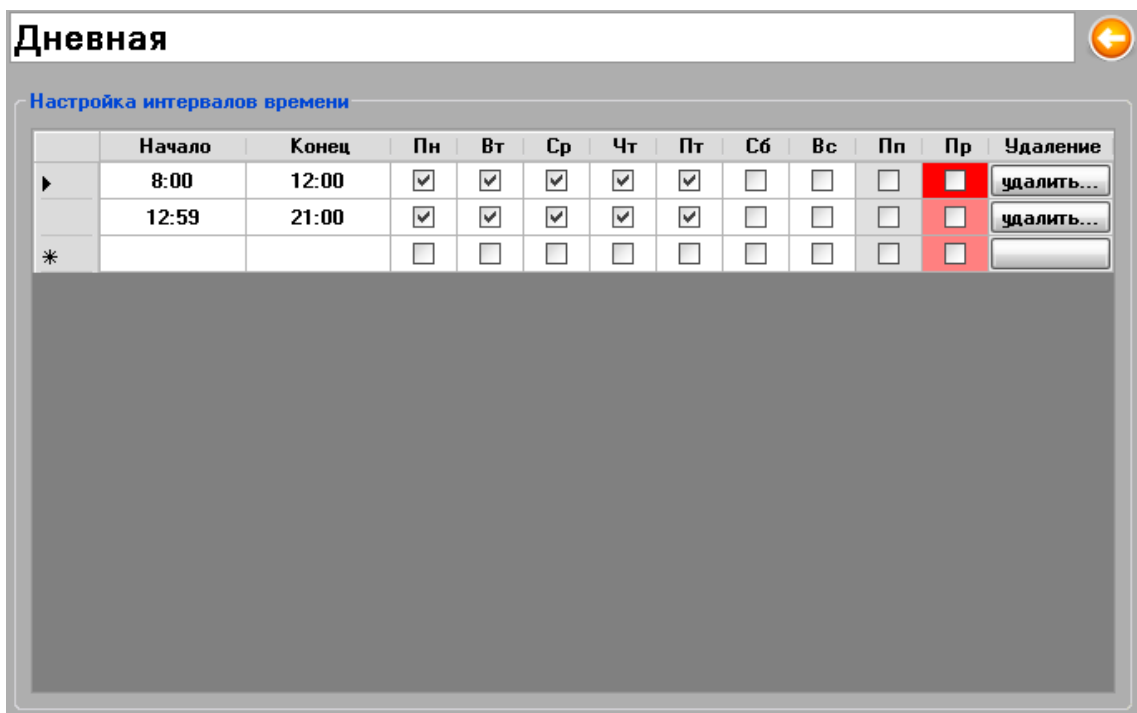 Дневная
Настройка интервалов времени
Начало Конец Пн Вт Ср Чт Пт Сб Вс Пп Пр Удаление
8:00 12:00 удалить...
12:59 21:00 удалить...